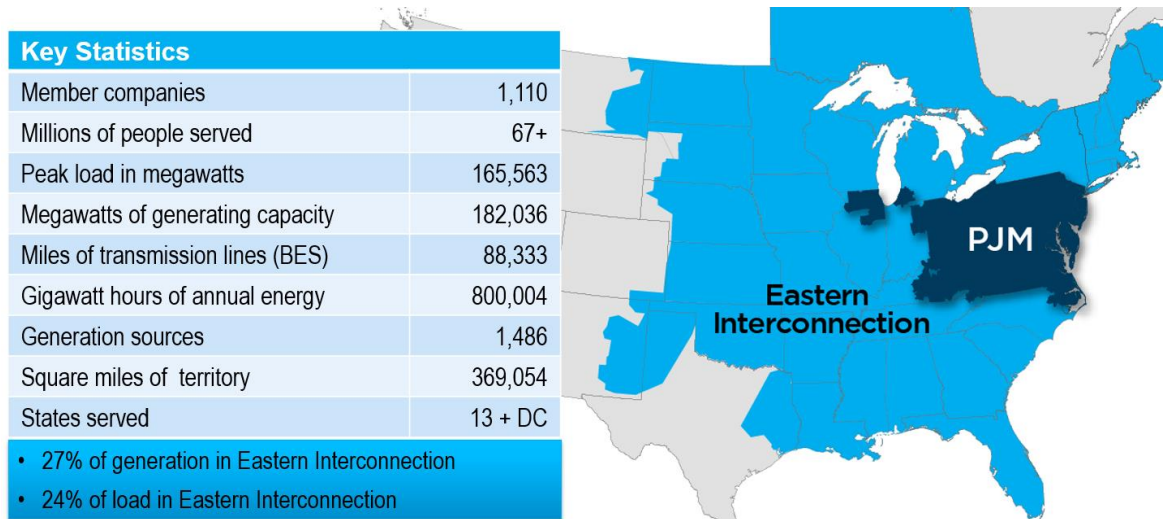 Key Statistics
Member companies 1,110
Millions of people served 67+
Peak load in megawatts 165,563
Megawatts of generating capacity 182,036
Miles of transmission lines (BES) 88,333
Gigawatt hours of annual energy 800,004
Generation sources 1,486
Square miles of territory 369,054
States served 13 + DC
• 27% of generation in Eastern Interconnection
• 24% of load in Eastern Interconnection
PJM
Eastern
Interconnection